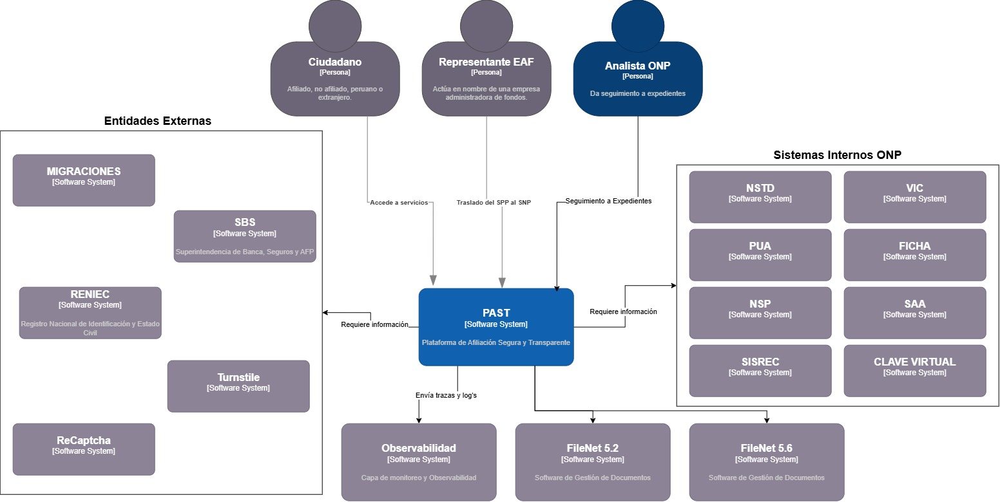 Ciudadano
[Persona]
Afiliado, no afiliado, peruano o
extranjero.
Representante EAF
[Persona]
Actúa en nombre de una empresa
administradora de fondos.
Analista ONP
[Persona]
Da seguimiento a expedientes
Entidades Externas
MIGRACIONES
[Software System]
SBS
[Software System]
Superintendencia de Banca, Seguros y AFP
RENIEC
[Software System]
Registro Nacional de Identificación y Estado
Civil
Turnstile
[Software System]
ReCaptcha
[Software System]
Accede a servicios
Traslado del SPP al SNP
Seguimiento a Expedientes
Requiere información
PAST
[Software System]
Plataforma de Afiliación Segura y Transparente
Requiere información
Sistemas Internos ONP
NSTD
[Software System]
VIC
[Software System]
PUA
[Software System]
FICHA
[Software System]
NSP
[Software System]
SAA
[Software System]
SISREC
[Software System]
CLAVE VIRTUAL
[Software System]
Envía trazas y log's
Observabilidad
[Software System]
Capa de monitoreo y Observabilidad
FileNet 5.2
[Software System]
Software de Gestión de Documentos
FileNet 5.6
[Software System]
Software de Gestión de Documentos